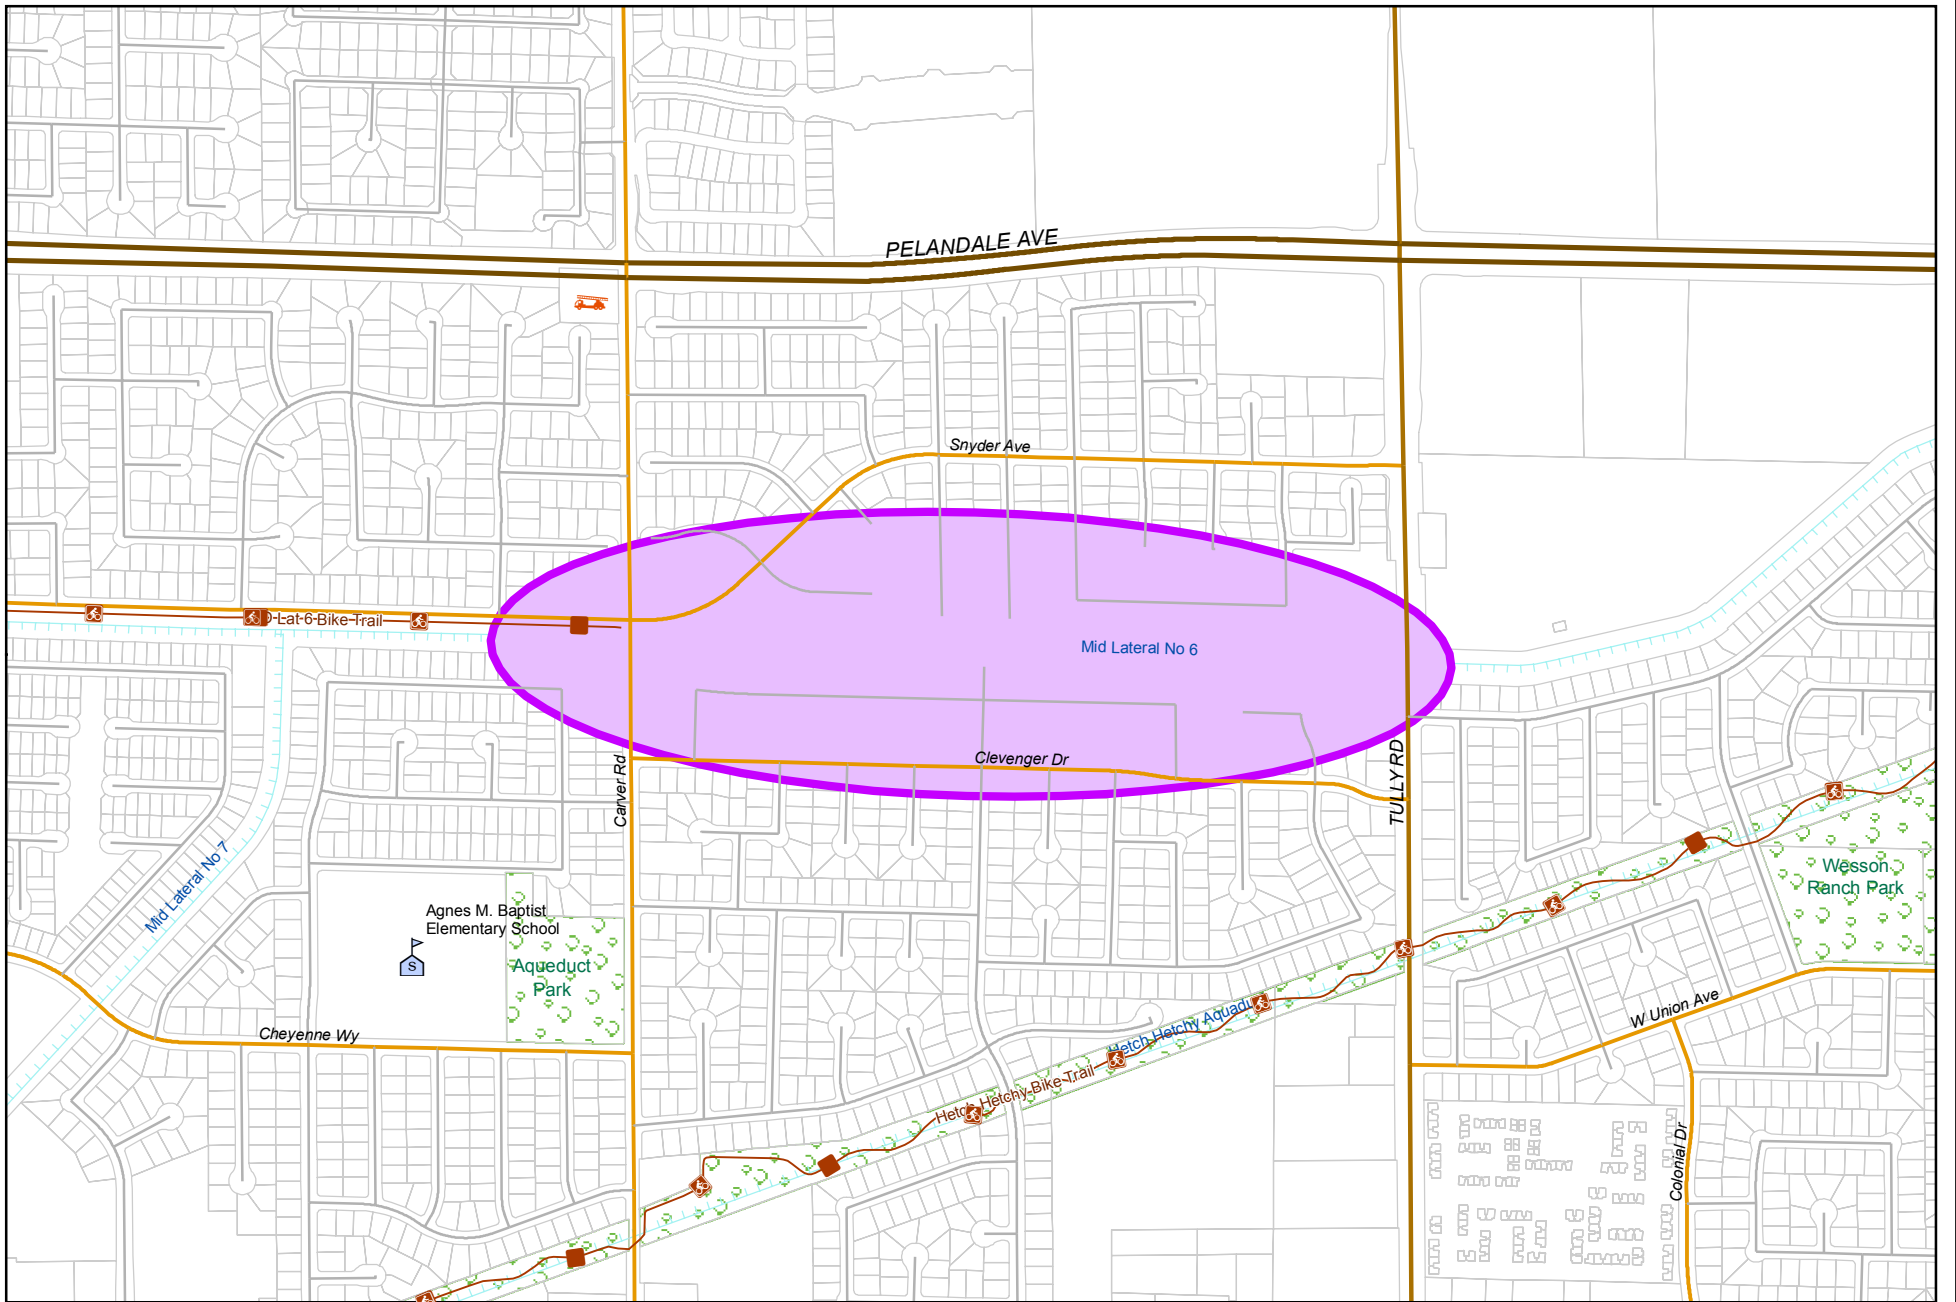 PELANDALE AVE
Snyder Ave
D-Lat-6-Bike-Trail
Mid Lateral No 6
Clevenger Dr
Carver Rd
TULLY RD
Mid Lateral No 7
Wesson
Ranch Park
Agnes M. Baptist
Elementary School
S
Aqueduct
Park
Cheyenne Wy
W Union Ave
Hetch Hetchy Aquadu
Hetch Hetchy-Bike Trail
Colonial Dr